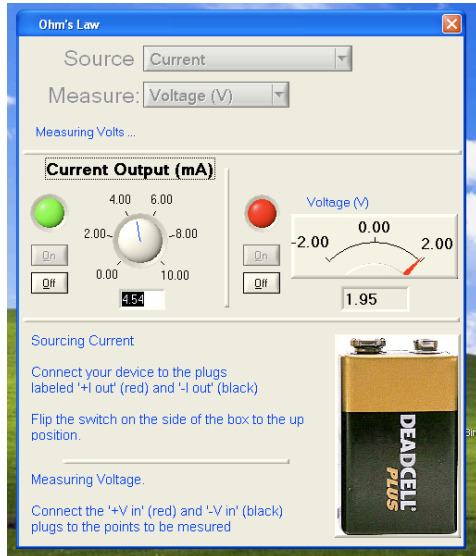 Ohm's Law
Source Current
Measure: Voltage (V)
Measuring Volts ...
Current Output (mA)
4.00 6.00
2.00 8.00
0.00 10.00
On
Off
4.54
Voltage (V)
-2.00 0.00 2.00
On
Off
1.95
Sourcing Current
Connect your device to the plugs
labeled '+I out' (red) and '-I out' (black)
Flip the switch on the side of the box to the up
position.
Measuring Voltage.
Connect the '+V in' (red) and '-V in' (black)
plugs to the points to be mesured
DEADCELL
PLUS